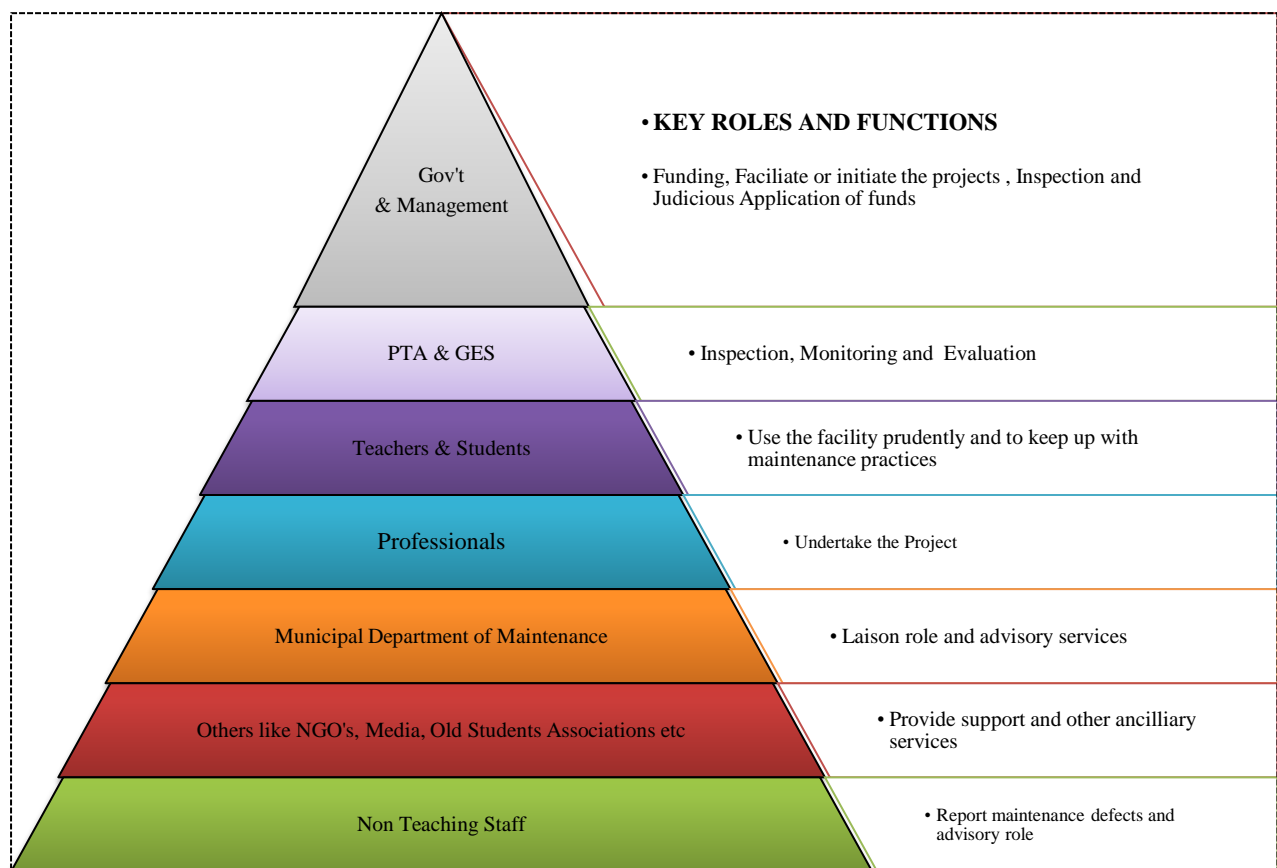 • KEY ROLES AND FUNCTIONS
Gov't
& Management
• Funding, Faciliate or initiate the projects , Inspection and
Judicious Application of funds
PTA & GES
• Inspection, Monitoring and Evaluation
Teachers & Students
• Use the facility prudently and to keep up with
maintenance practices
Professionals
• Undertake the Project
Municipal Department of Maintenance
• Laison role and advisory services
Others like NGO's, Media, Old Students Associations etc
• Provide support and other ancilliary
services
Non Teaching Staff
• Report maintenance defects and
advisory role